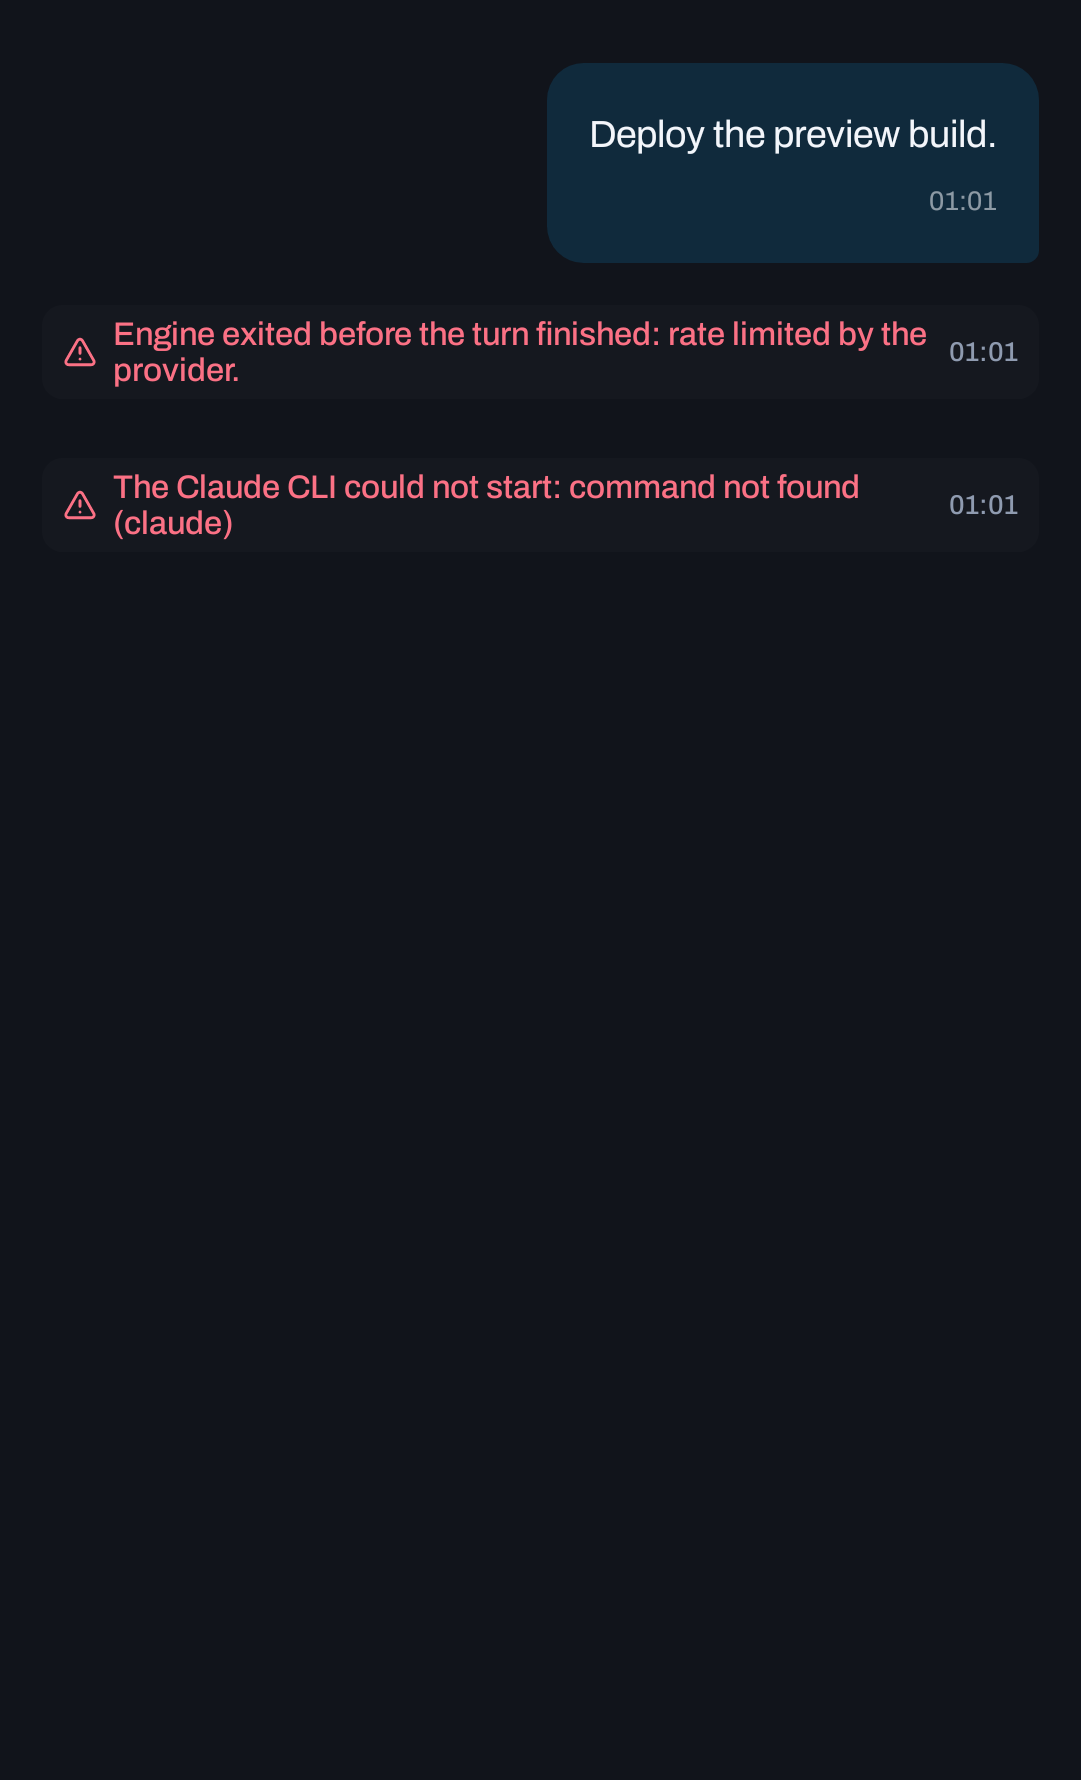 Deploy the preview build.
01:01
Engine exited before the turn finished: rate limited by the
provider.
01:01
The Claude CLI could not start: command not found
(claude)
01:01